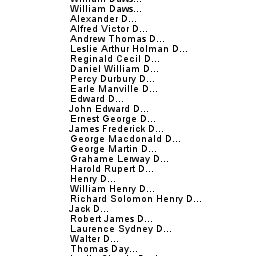 William Daws...
William Daws...
Alexander D...
Alfred Victor D...
Andrew Thomas D...
Leslie Arthur Holman D...
Reginald Cecil D...
Daniel William D...
Percy Durbury D...
Earle Manville D...
Edward D...
John Edward D...
Ernest George D...
James Frederick D...
George Macdonald D...
George Martin D...
Grahame Lerway D...
Harold Rupert D...
Henry D...
William Henry D...
Richard Solomon Henry D...
Jack D...
Robert James D...
Laurence Sydney D...
Walter D...
Thomas Day...